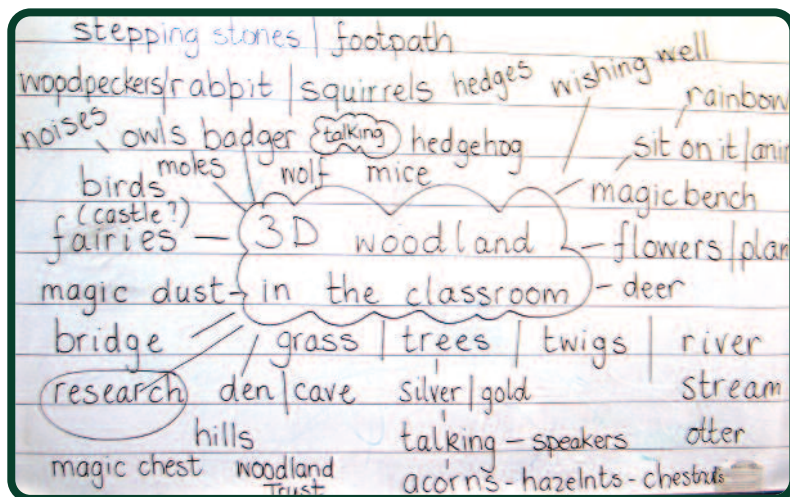 stepping stones | footpath
woodpeckers/rabbit | squirrels hedges wishing well
rainbow
noises owls badger talking hedgehog sit on it/
moles wolf mice
birds magic bench
(castle?)
fairies — 3D woodland — flowers/
magic dust — in the classroom — deer
bridge grass | trees | twigs | river
research den/cave silver/gold stream
hills talking — speakers otter
magic chest woodland acorns - hazelnts - chestnuts
Trust